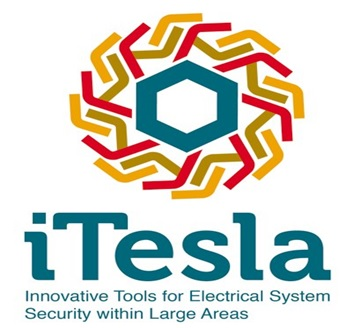 iTesla
Innovative Tools for Electrical System
Security within Large Areas